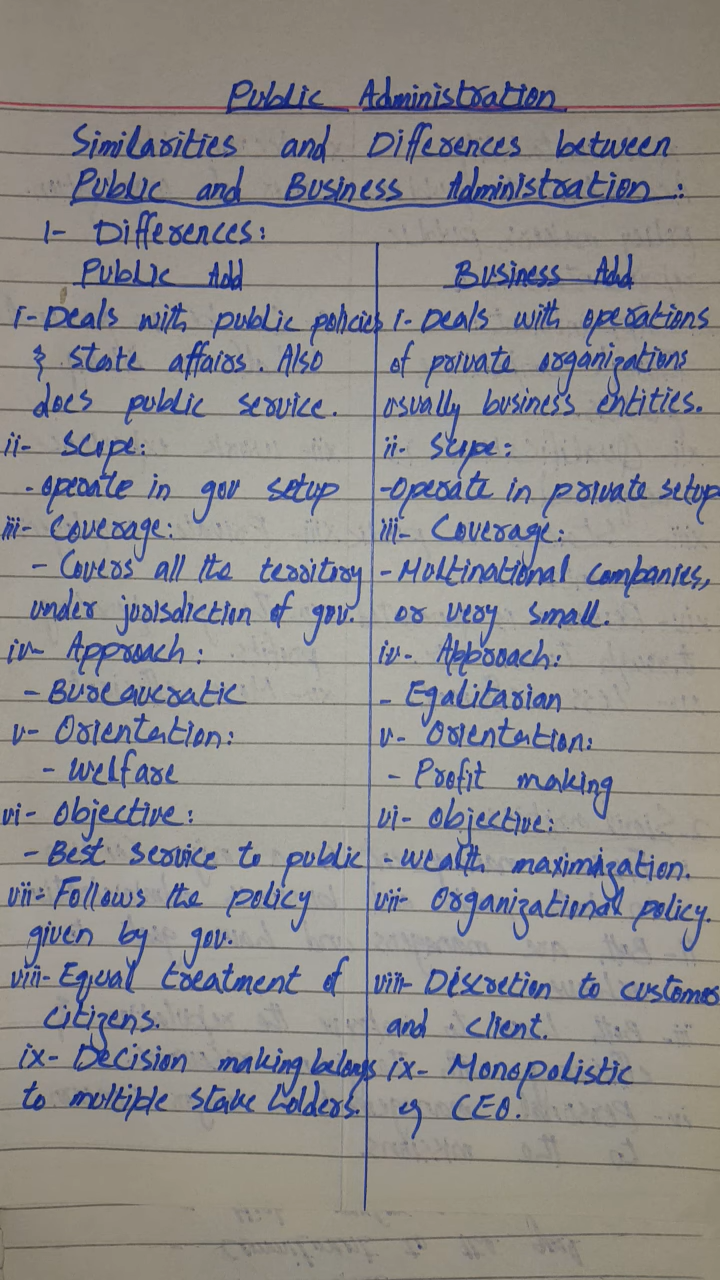 Public Administration
Similarities and Differences between
Public and Business Administration:
1- Differences:
Public Add
i- Deals with public policies
& state affairs. Also
does public service.
ii- Scope:
- operate in gov setup
iii- Coverage:
- Covers all the territory
under jurisdiction of gov.
iv- Approach:
- Bureaucratic
v- Orientation:
- Welfare
vi- Objective:
- Best service to public
vii- Follows the policy
given by gov.
viii- Equal treatment of
citizens.
ix- Decision making belongs
to multiple stake holders.
Business Add
i- Deals with operations
of private organizations
usually business entities.
ii- Scope:
- Operate in private setup
iii- Coverage:
- Multinational companies,
or very small.
iv- Approach:
- Egalitarian
v- Orientation:
- Profit making
vi- Objective:
- Wealth maximization.
vii- Organizational policy.
viii- Discretion to customers
and client.
ix- Monopolistic
eg CEO.